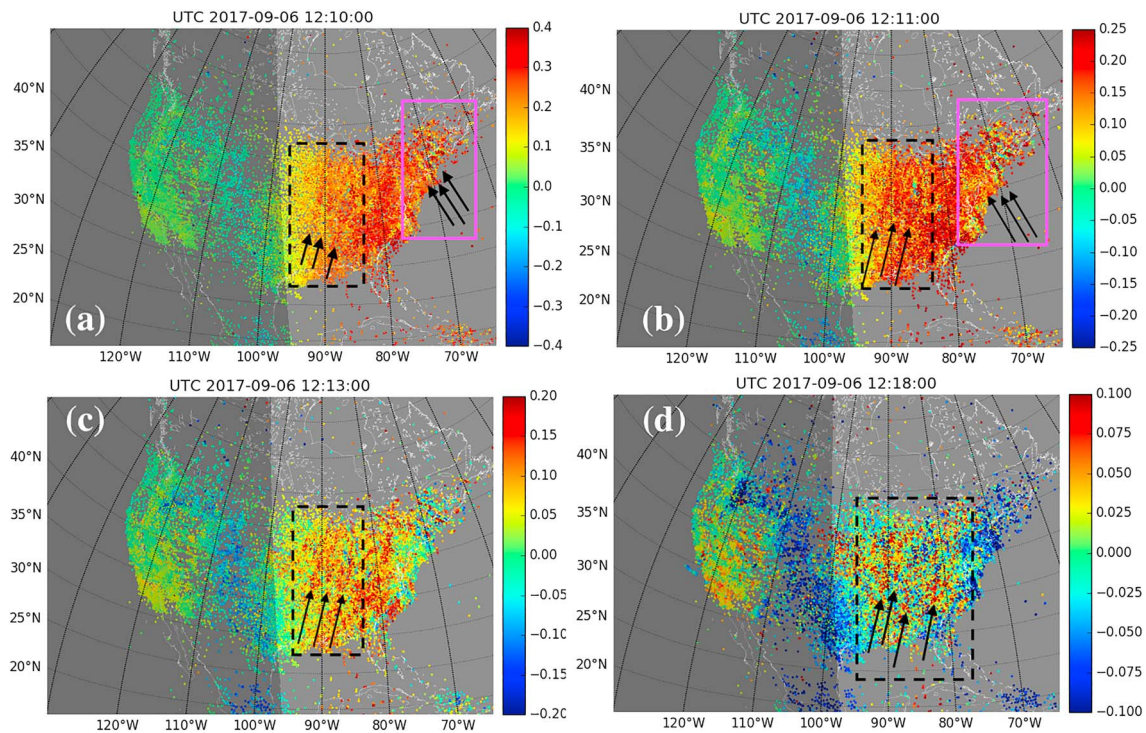 UTC 2017-09-06 12:10:00
40°N
35°N
30°N
25°N
20°N
(a)
120°W 110°W 100°W 90°W 80°W 70°W
0.4
0.3
0.2
0.1
0.0
−0.1
−0.2
−0.3
−0.4
UTC 2017-09-06 12:11:00
40°N
35°N
30°N
25°N
20°N
(b)
120°W 110°W 100°W 90°W 80°W 70°W
0.25
0.20
0.15
0.10
0.05
0.00
−0.05
−0.10
−0.15
−0.20
−0.25
UTC 2017-09-06 12:13:00
(c)
40°N
35°N
30°N
25°N
20°N
120°W 110°W 100°W 90°W 80°W 70°W
0.20
0.15
0.10
0.05
0.00
−0.05
−0.10
−0.15
−0.20
UTC 2017-09-06 12:18:00
(d)
40°N
35°N
30°N
25°N
20°N
120°W 110°W 100°W 90°W 80°W 70°W
0.100
0.075
0.050
0.025
0.000
−0.025
−0.050
−0.075
−0.100